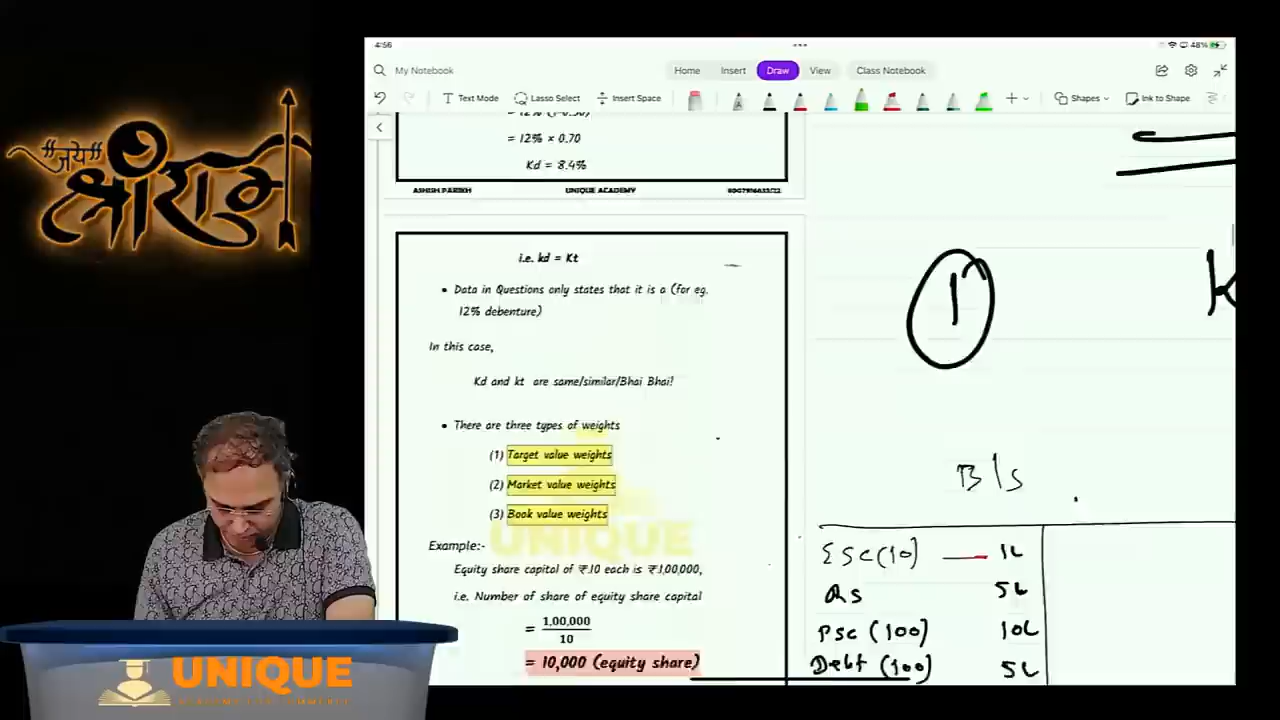 "जय"
श्रीराम
4:56
48%
My Notebook
Home Insert Draw View Class Notebook
Text Mode Lasso Select Insert Space Shapes Ink to Shape
= 12% × 0.70
Kd = 8.4%
ASHISH PARIKH UNIQUE ACADEMY
i.e. kd = Kt
• Data in Questions only states that it is a (for eg.
12% debenture)
In this case,
Kd and kt are same/similar/Bhai Bhai!
• There are three types of weights
(1) Target value weights
(2) Market value weights
(3) Book value weights
UNIQUE
Example:-
Equity share capital of ₹10 each is ₹1,00,000,
i.e. Number of share of equity share capital
= 1,00,000
10
= 10,000 (equity share)
1
K
B/S
ESC(10) — 1L
RS 5L
PSC (100) 10L
Debt (100) 5L
UNIQUE